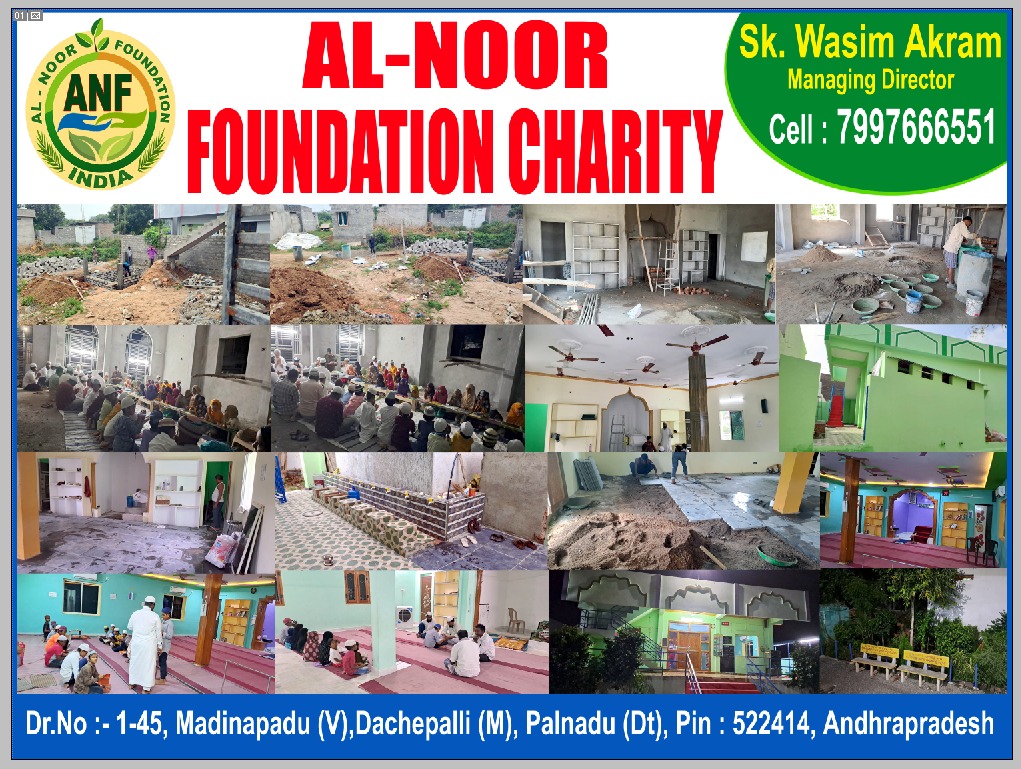 01
AL - NOOR FOUNDATION
ANF
INDIA
AL-NOOR
FOUNDATION CHARITY
Sk. Wasim Akram
Managing Director
Cell : 7997666551
Dr.No :- 1-45, Madinapadu (V),Dachepalli (M), Palnadu (Dt), Pin : 522414, Andhrapradesh